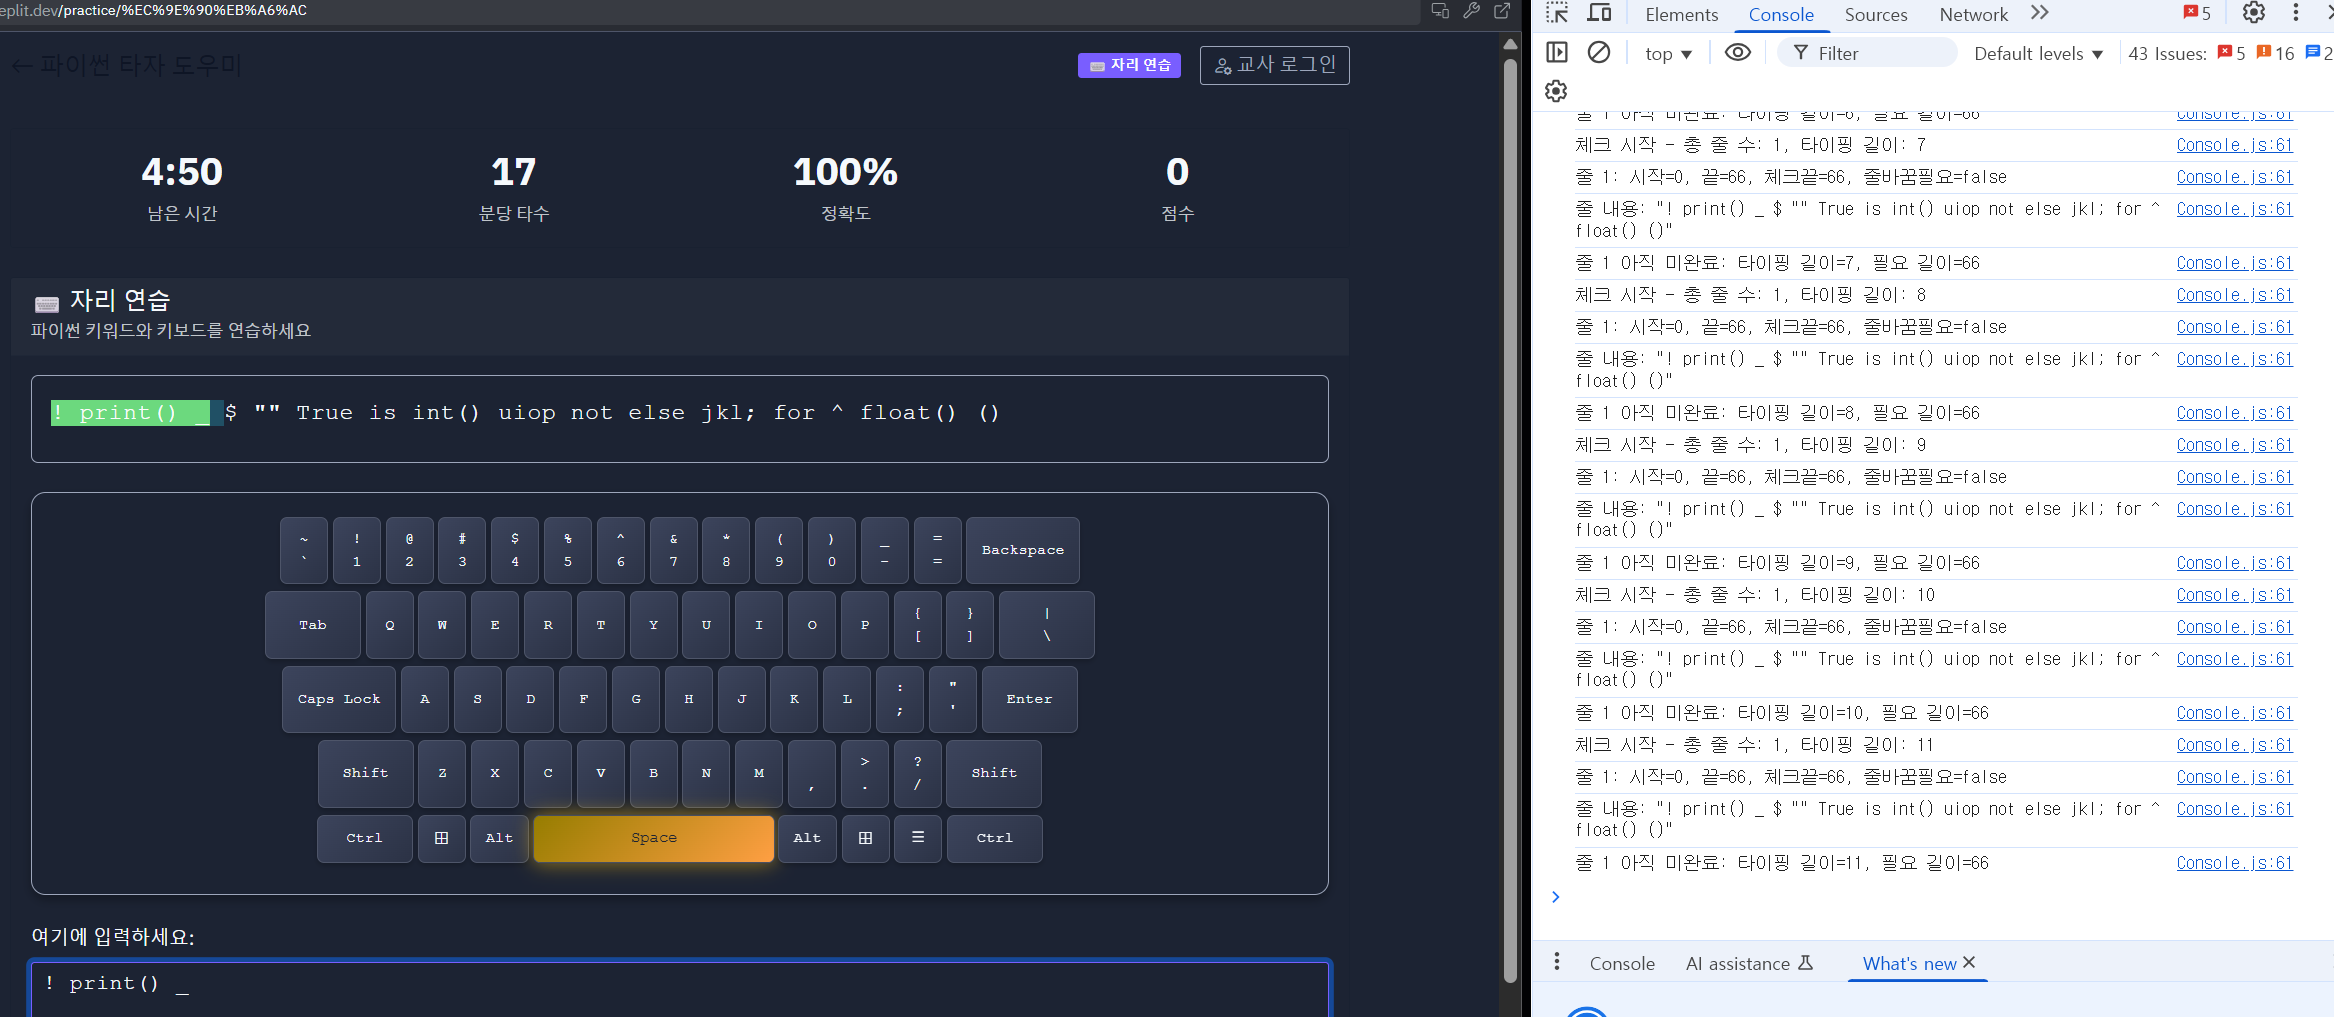 eplit.dev/practice/%EC%9E%90%EB%A6%AC
← 파이썬 타자 도우미
자리 연습
교사 로그인
4:50
남은 시간
17
분당 타수
100%
정확도
0
점수
자리 연습
파이썬 키워드와 키보드를 연습하세요
! print() _ $ "" True is int() uiop not else jkl; for ^ float() ()
~ ! @ # $ % ^ & * ( ) _ =
` 1 2 3 4 5 6 7 8 9 0 - = Backspace
Tab Q W E R T Y U I O P { [ } ] | \
Caps Lock A S D F G H J K L : ; " ' Enter
Shift Z X C V B N M , > . ? / Shift
Ctrl Alt Space Alt Ctrl
여기에 입력하세요:
! print() _
Elements Console Sources Network 5
top Filter Default levels 43 Issues: 5 16 2
줄 1 아직 미완료: 타이핑 길이=6, 필요 길이=66 Console.js:61
체크 시작 - 총 줄 수: 1, 타이핑 길이: 7 Console.js:61
줄 1: 시작=0, 끝=66, 체크끝=66, 줄바꿈필요=false Console.js:61
줄 내용: "! print() _ $ "" True is int() uiop not else jkl; for ^ Console.js:61
float() ()"
줄 1 아직 미완료: 타이핑 길이=7, 필요 길이=66 Console.js:61
체크 시작 - 총 줄 수: 1, 타이핑 길이: 8 Console.js:61
줄 1: 시작=0, 끝=66, 체크끝=66, 줄바꿈필요=false Console.js:61
줄 내용: "! print() _ $ "" True is int() uiop not else jkl; for ^ Console.js:61
float() ()"
줄 1 아직 미완료: 타이핑 길이=8, 필요 길이=66 Console.js:61
체크 시작 - 총 줄 수: 1, 타이핑 길이: 9 Console.js:61
줄 1: 시작=0, 끝=66, 체크끝=66, 줄바꿈필요=false Console.js:61
줄 내용: "! print() _ $ "" True is int() uiop not else jkl; for ^ Console.js:61
float() ()"
줄 1 아직 미완료: 타이핑 길이=9, 필요 길이=66 Console.js:61
체크 시작 - 총 줄 수: 1, 타이핑 길이: 10 Console.js:61
줄 1: 시작=0, 끝=66, 체크끝=66, 줄바꿈필요=false Console.js:61
줄 내용: "! print() _ $ "" True is int() uiop not else jkl; for ^ Console.js:61
float() ()"
줄 1 아직 미완료: 타이핑 길이=10, 필요 길이=66 Console.js:61
체크 시작 - 총 줄 수: 1, 타이핑 길이: 11 Console.js:61
줄 1: 시작=0, 끝=66, 체크끝=66, 줄바꿈필요=false Console.js:61
줄 내용: "! print() _ $ "" True is int() uiop not else jkl; for ^ Console.js:61
float() ()"
줄 1 아직 미완료: 타이핑 길이=11, 필요 길이=66 Console.js:61
Console AI assistance What's new